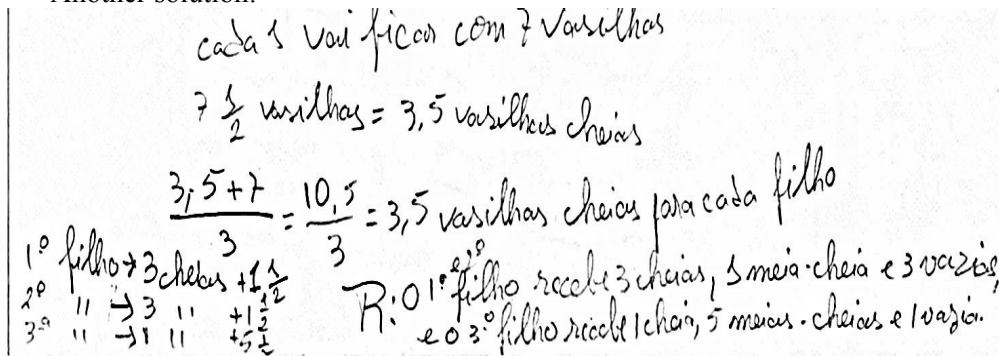 Another solution.
cada 1 vai ficar com 7 vasilhas
7 1/2 vasilhas = 3,5 vasilhas cheias
(3,5+7)/3 = 10,5/3 = 3,5 vasilhas cheias para cada filho
1º filho → 3 cheias + 1 1/2
2º " → 3 " + 1 1/2
3º " → 1 " + 5 1/2
R: O 1º e 2º filho recebe 3 cheias, 1 meia-cheia e 3 vazias,
e o 3.º filho recebe 1 cheia, 5 meias-cheias e 1 vazia.